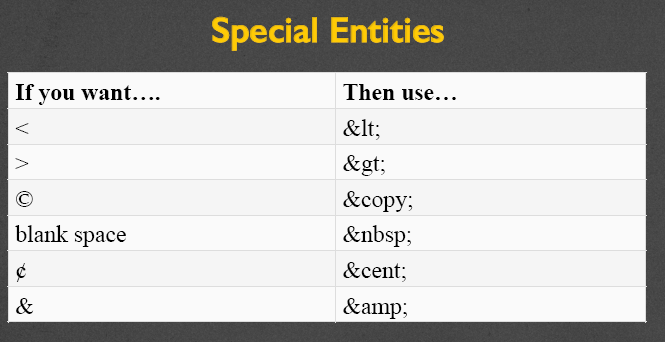 Special Entities
If you want…. Then use…
< &lt;
> &gt;
© &copy;
blank space &nbsp;
¢ &cent;
& &amp;